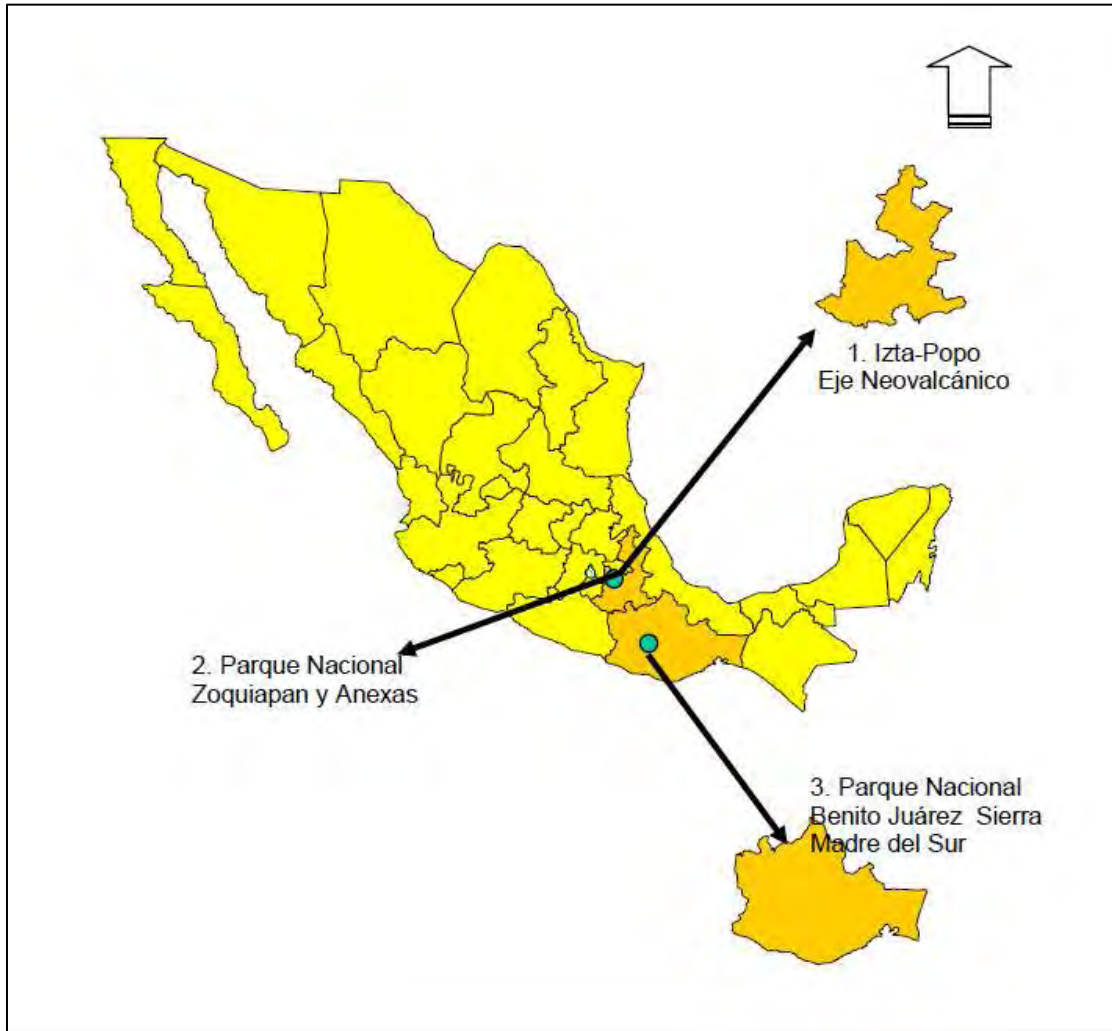 1. Izta-Popo
Eje Neovalcánico
2. Parque Nacional
Zoquiapan y Anexas
3. Parque Nacional
Benito Juárez Sierra
Madre del Sur